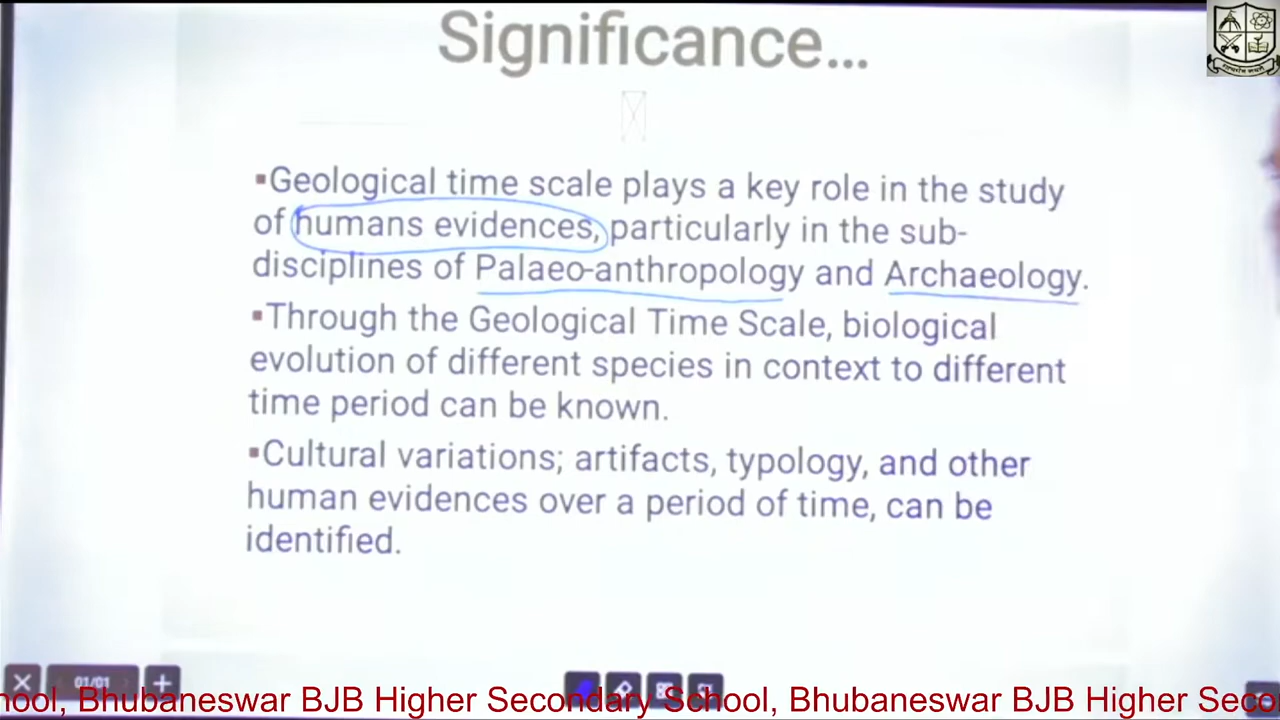 Significance...
▪Geological time scale plays a key role in the study
of humans evidences, particularly in the sub-
disciplines of Palaeo-anthropology and Archaeology.
▪Through the Geological Time Scale, biological
evolution of different species in context to different
time period can be known.
▪Cultural variations; artifacts, typology, and other
human evidences over a period of time, can be
identified.
01/01
hool, Bhubaneswar BJB Higher Secondary School, Bhubaneswar BJB Higher Seco